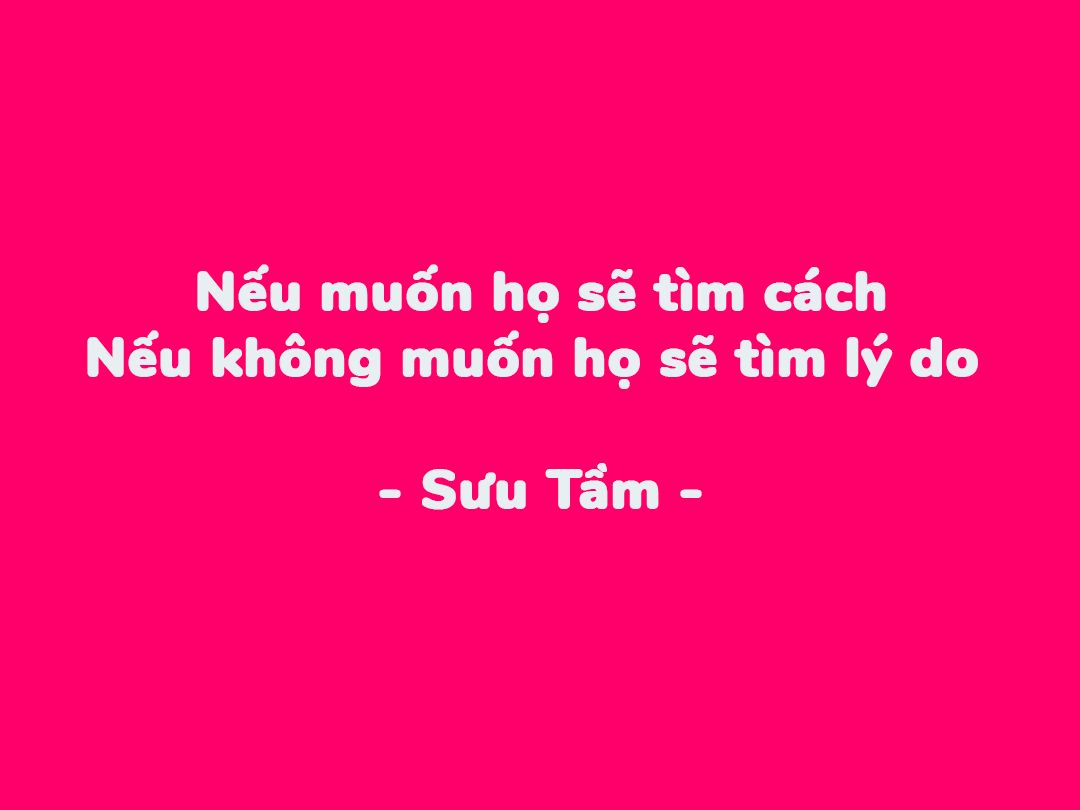 Nếu muốn họ sẽ tìm cách
Nếu không muốn họ sẽ tìm lý do
- Sưu Tầm -